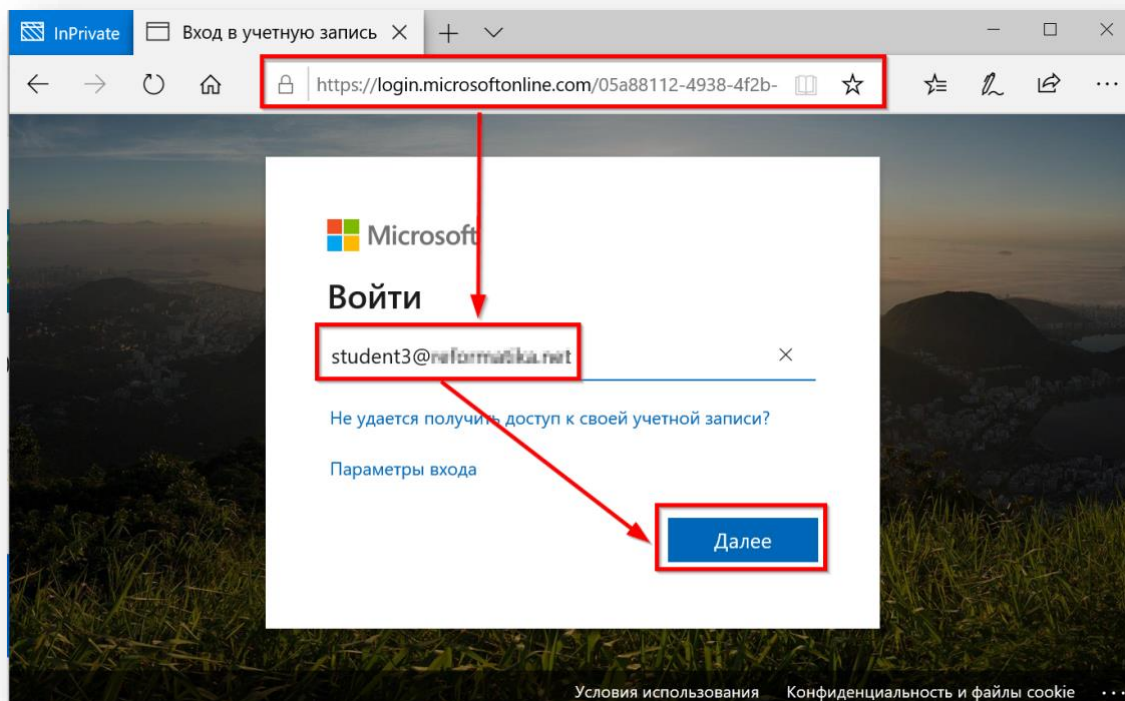 InPrivate Вход в учетную запись
https://login.microsoftonline.com/05a88112-4938-4f2b-
Microsoft
Войти
student3@
Не удается получить доступ к своей учетной записи?
Параметры входа
Далее
Условия использования Конфиденциальность и файлы cookie ...